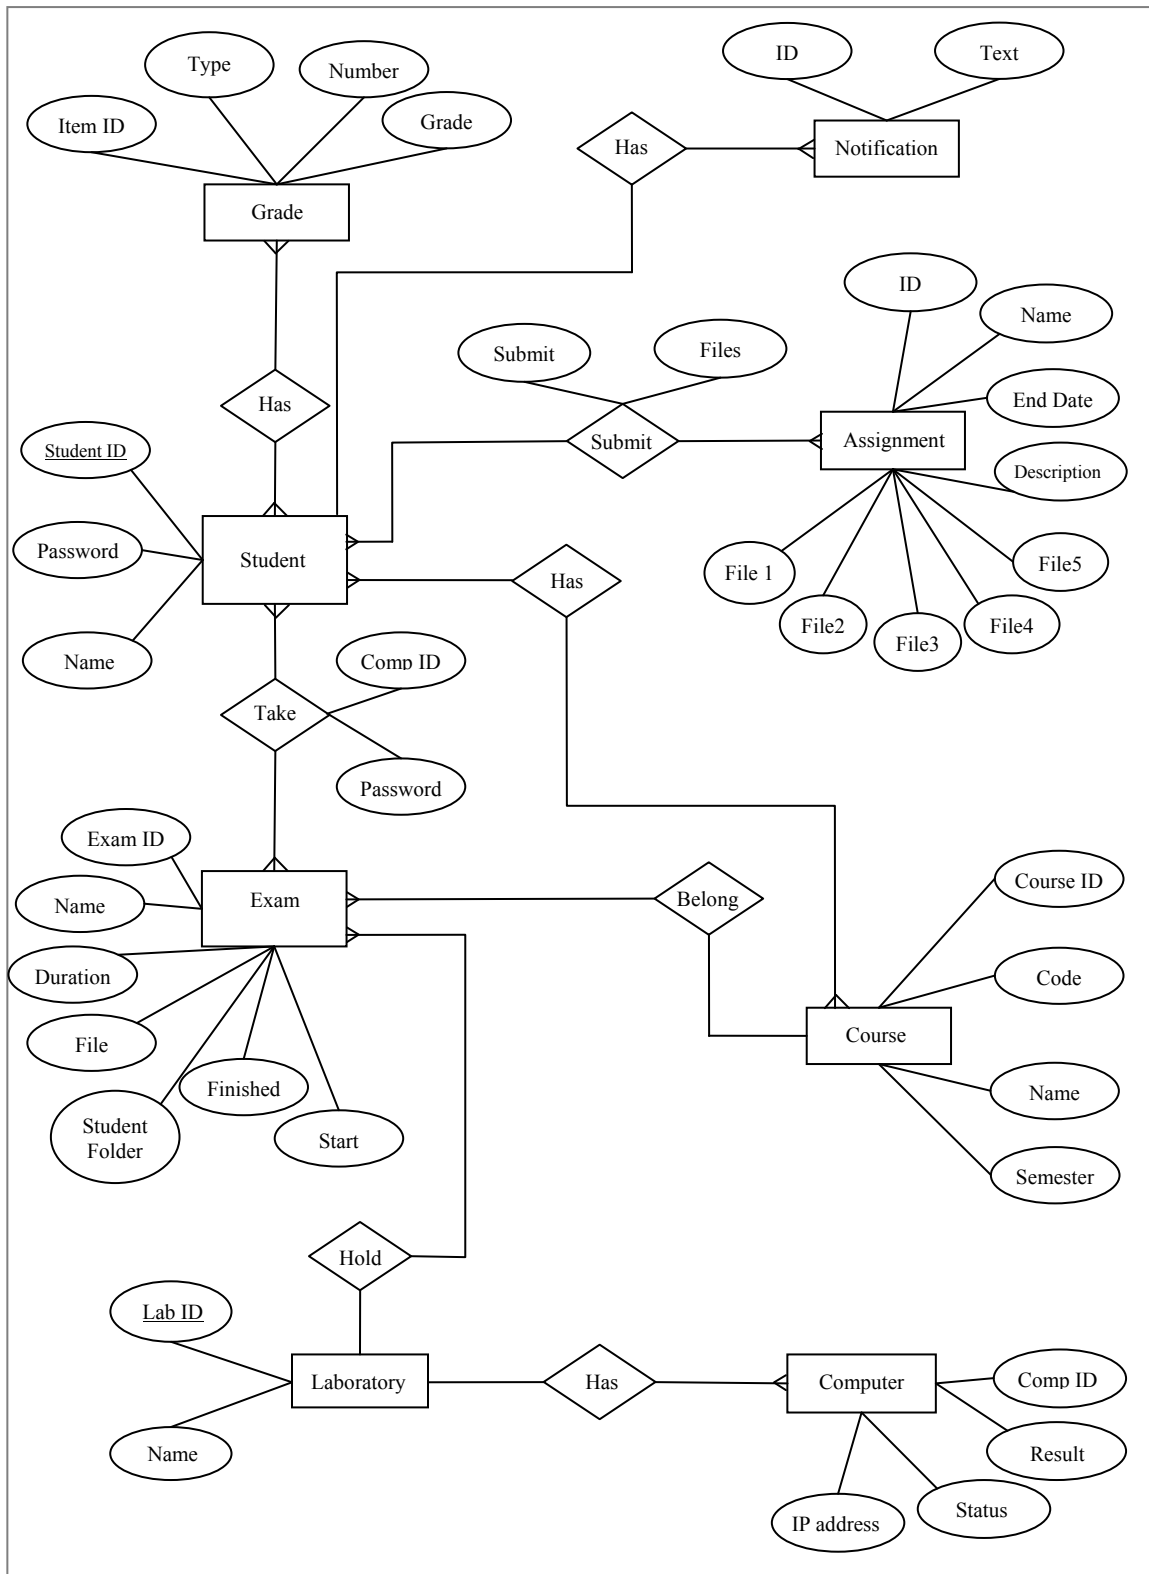 ID
Text
Type
Number
Item ID
Grade
Has
Notification
Grade
ID
Name
Submit
Files
End Date
Has
Submit
Assignment
Student ID
Description
Password
Student
Has
File 1
File5
File2
File3
File4
Name
Comp ID
Take
Password
Exam ID
Name
Exam
Belong
Course ID
Duration
Code
File
Course
Finished
Name
Student
Folder
Start
Semester
Hold
Lab ID
Laboratory
Has
Computer
Comp ID
Name
Result
IP address
Status